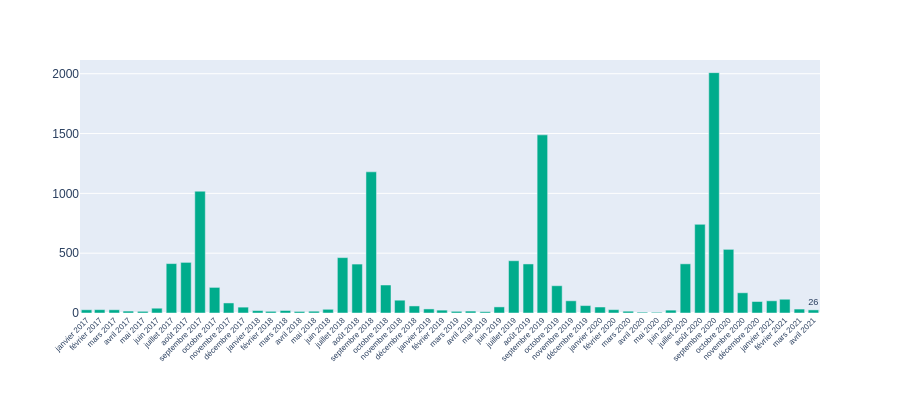 2000
1500
1000
500
0
26
janvier 2017
février 2017
mars 2017
avril 2017
mai 2017
juin 2017
juillet 2017
août 2017
septembre 2017
octobre 2017
novembre 2017
décembre 2017
janvier 2018
février 2018
mars 2018
avril 2018
mai 2018
juin 2018
juillet 2018
août 2018
septembre 2018
octobre 2018
novembre 2018
décembre 2018
janvier 2019
février 2019
mars 2019
avril 2019
mai 2019
juin 2019
juillet 2019
août 2019
septembre 2019
octobre 2019
novembre 2019
décembre 2019
janvier 2020
février 2020
mars 2020
avril 2020
mai 2020
juin 2020
juillet 2020
août 2020
septembre 2020
octobre 2020
novembre 2020
décembre 2020
janvier 2021
février 2021
mars 2021
avril 2021